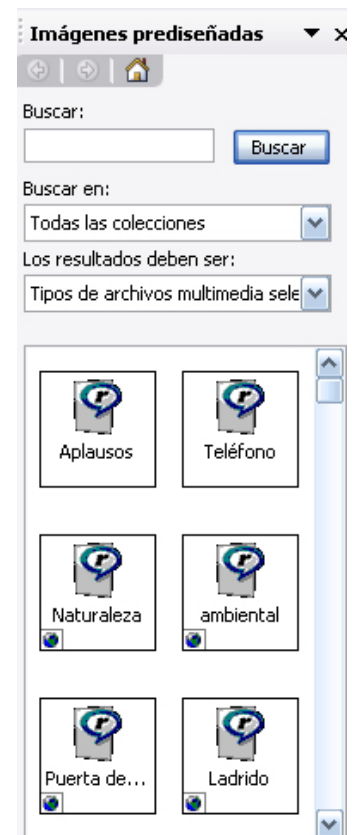 Imágenes prediseñadas
Buscar:
Buscar
Buscar en:
Todas las colecciones
Los resultados deben ser:
Tipos de archivos multimedia sele
Aplausos Teléfono
Naturaleza ambiental
Puerta de... Ladrido